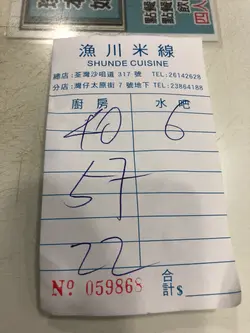 漁川米線
SHUNDE CUISINE
總店：荃灣沙咀道 317 號 TEL:26142628
分店：灣仔太原街 7 號地下 TEL:23864188
廚房 水吧
40 6
57
22
Nº 059868 合計$